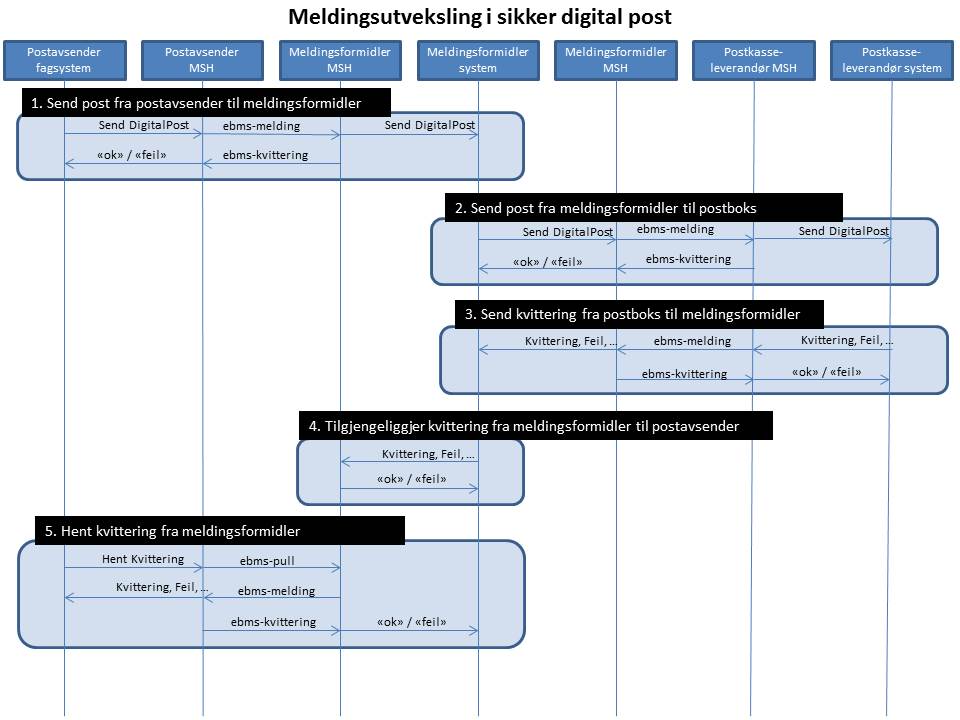 Meldingsutveksling i sikker digital post
Postavsender
fagsystem
Postavsender
MSH
Meldingsformidler
MSH
Meldingsformidler
system
Meldingsformidler
MSH
Postkasse-
leverandør MSH
Postkasse-
leverandør system
1. Send post fra postavsender til meldingsformidler
Send DigitalPost
ebms-melding
Send DigitalPost
«ok» / «feil»
ebms-kvittering
2. Send post fra meldingsformidler til postboks
Send DigitalPost
ebms-melding
Send DigitalPost
«ok» / «feil»
ebms-kvittering
3. Send kvittering fra postboks til meldingsformidler
Kvittering, Feil, ...
ebms-melding
Kvittering, Feil, ...
ebms-kvittering
«ok» / «feil»
4. Tilgjengeliggjer kvittering fra meldingsformidler til postavsender
Kvittering, Feil, ...
«ok» / «feil»
5. Hent kvittering fra meldingsformidler
Hent Kvittering
ebms-pull
Kvittering, Feil, ...
ebms-melding
ebms-kvittering
«ok» / «feil»